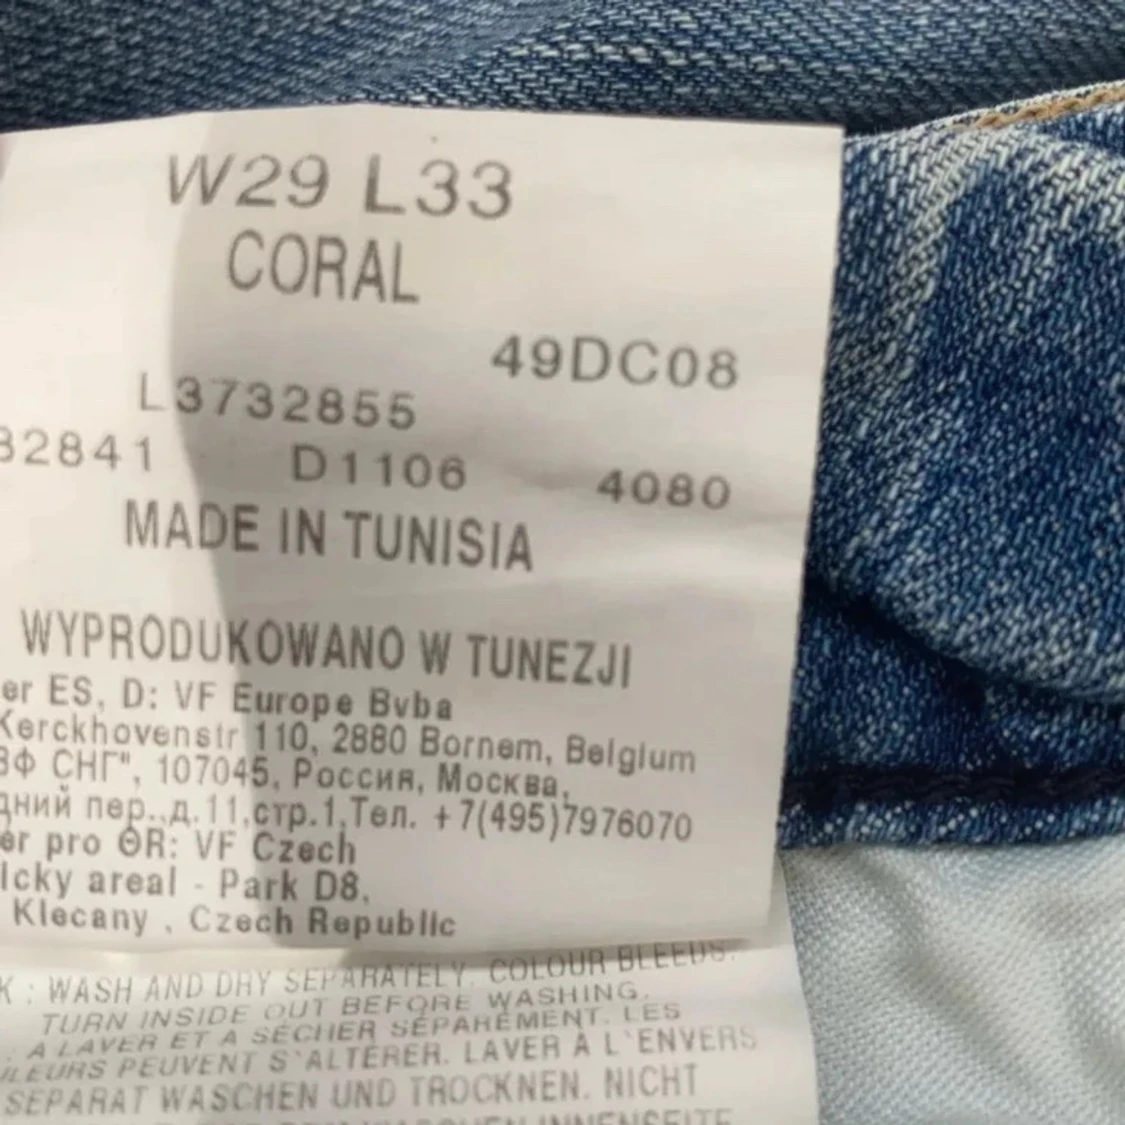 W29 L33
CORAL
49DC08
L3732855
32841 D1106 4080
MADE IN TUNISIA
WYPRODUKOWANO W TUNEZJI
er ES, D: VF Europe Bvba
Kerckhovenstr 110, 2880 Bornem, Belgium
ВФ СНГ", 107045, Россия, Москва,
дний пер.,д.11,стр.1,Тел. +7(495)7976070
er pro ӨR: VF Czech
icky areal - Park D8,
Klecany , Czech Republic
K : WASH AND DRY SEPARATELY. COLOUR BLEEDS.
TURN INSIDE OUT BEFORE WASHING.
: A LAVER ET A SÉCHER SÉPARÉMENT. LES
ULEURS PEUVENT S`ALTÉRER. LAVER À L`ENVERS
SEPARAT WASCHEN UND TROCKNEN. NICHT
INNENSEITE